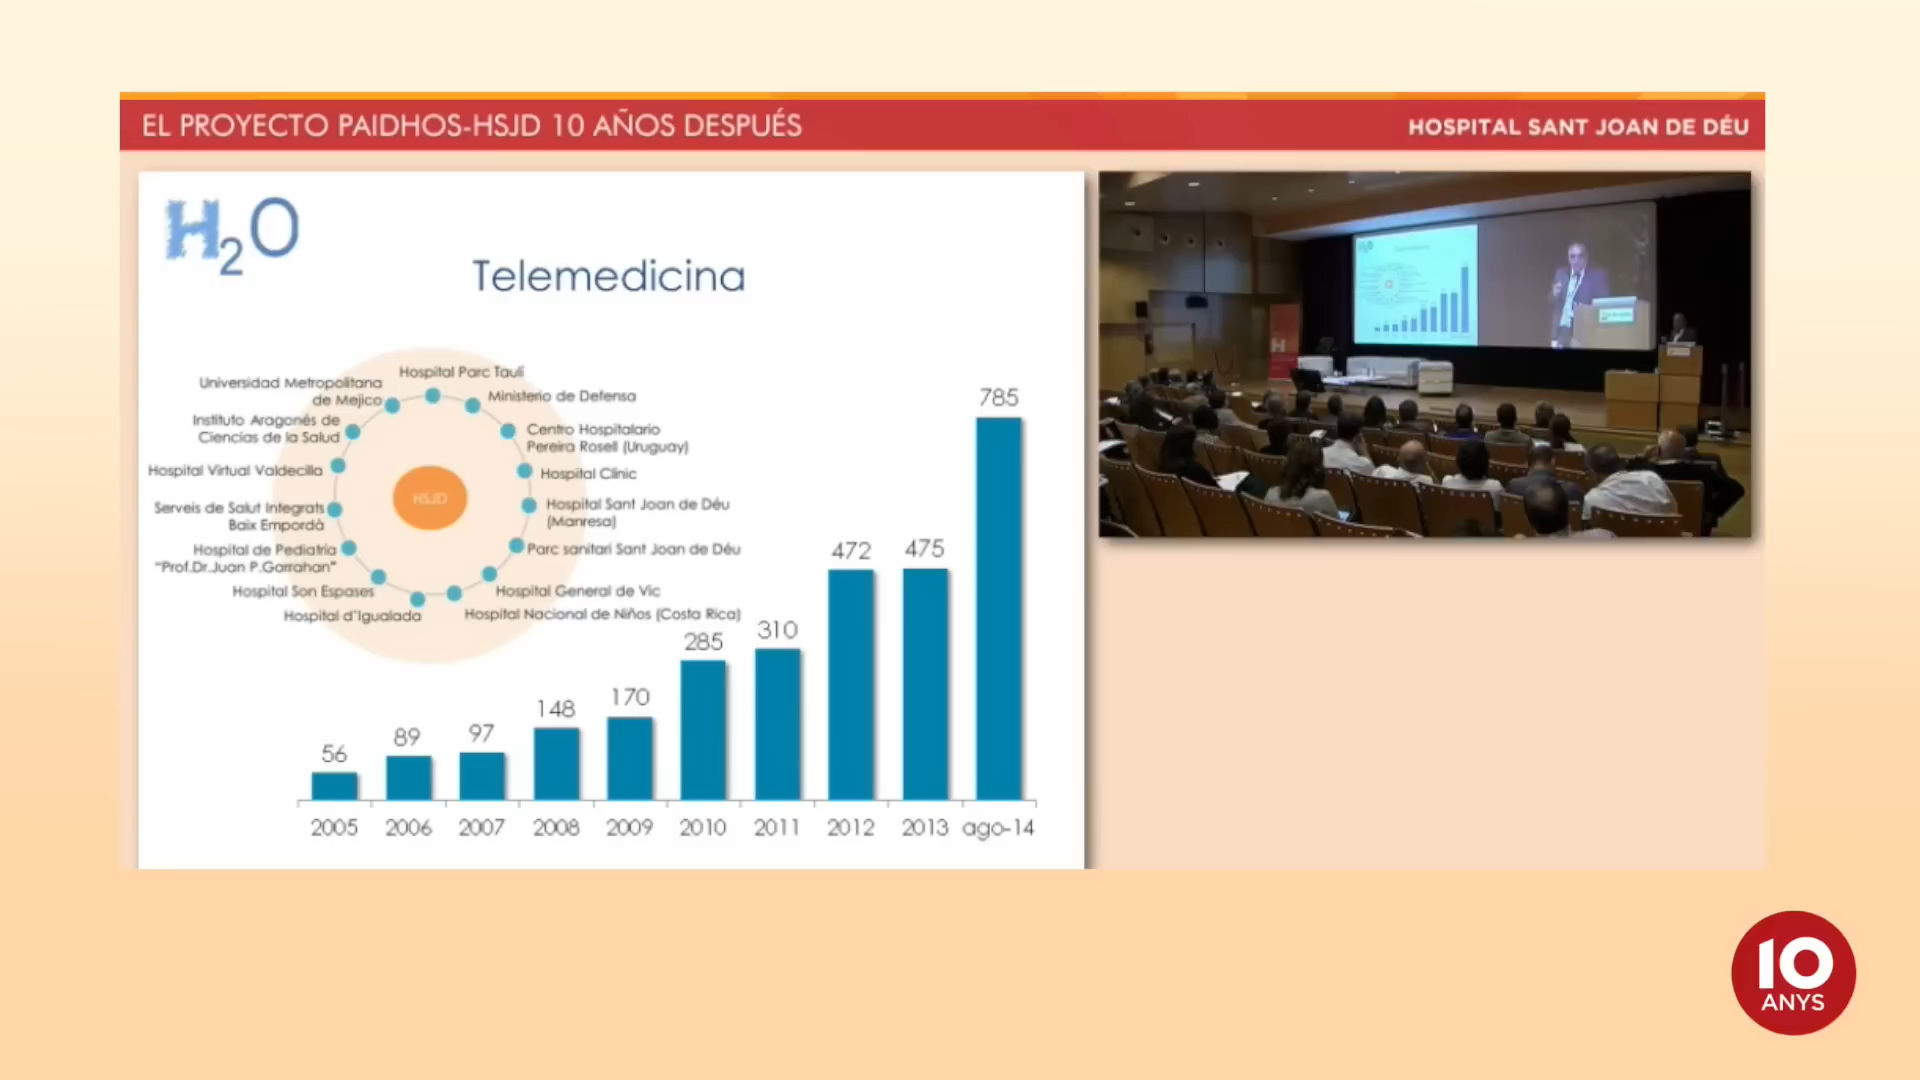 EL PROYECTO PAIDHOS-HSJD 10 AÑOS DESPUÉS
HOSPITAL SANT JOAN DE DÉU
H2O
Telemedicina
Hospital Parc Taulí
Universidad Metropolitana
de Mejico
Ministerio de Defensa
Instituto Aragonés de
Ciencias de la Salud
Centro Hospitalario
Pereira Rosell (Uruguay)
Hospital Virtual Valdecilla
HSJD
Hospital Clínic
Serveis de Salut Integrats
Baix Empordà
Hospital Sant Joan de Déu
(Manresa)
Hospital de Pediatria
"Prof.Dr.Juan P.Garrahan"
Parc sanitari Sant Joan de Déu
Hospital Son Espases
Hospital General de Vic
Hospital d'Igualada
Hospital Nacional de Niños (Costa Rica)
56
89
97
148
170
285
310
472
475
785
2005
2006
2007
2008
2009
2010
2011
2012
2013
ago-14
10
ANYS